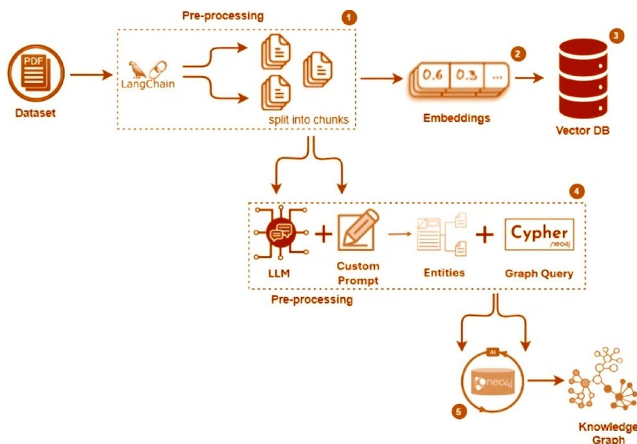 Pre-processing
1
PDF
LangChain
split into chunks
Dataset
2
0.6 0.3 ...
Embeddings
3
Vector DB
4
LLM
+
Custom
Prompt
Entities
+
Cypher
neo4j
Graph Query
Pre-processing
AI
neo4j
5
Knowledge
Graph